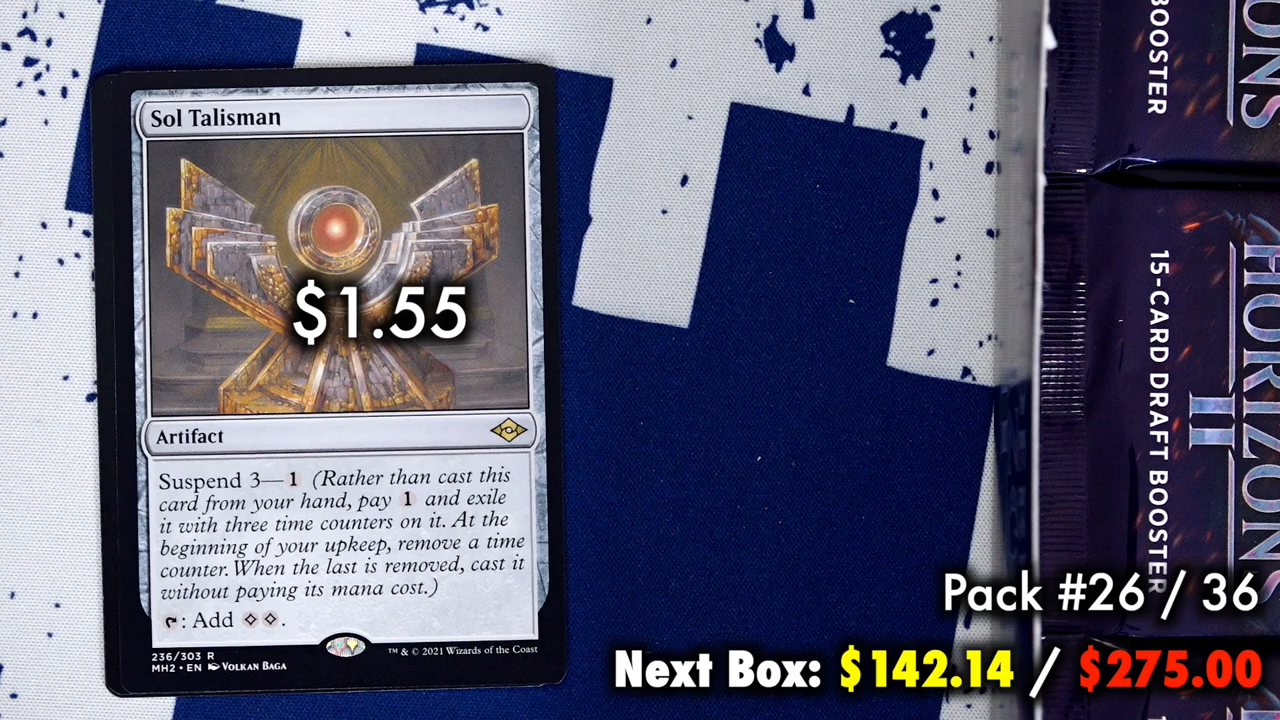 Sol Talisman
$1.55
Artifact
Suspend 3—1 (Rather than cast this
card from your hand, pay 1 and exile
it with three time counters on it. At the
beginning of your upkeep, remove a time
counter. When the last is removed, cast it
without paying its mana cost.)
: Add
236/303 R
MH2 • EN VOLKAN BAGA
™ & © 2021 Wizards of the Coast
BOOSTER
ONS
15-CARD DRAFT BOOSTER
HORIZONS
II
Pack #26 / 36
Next Box: $142.14 / $275.00